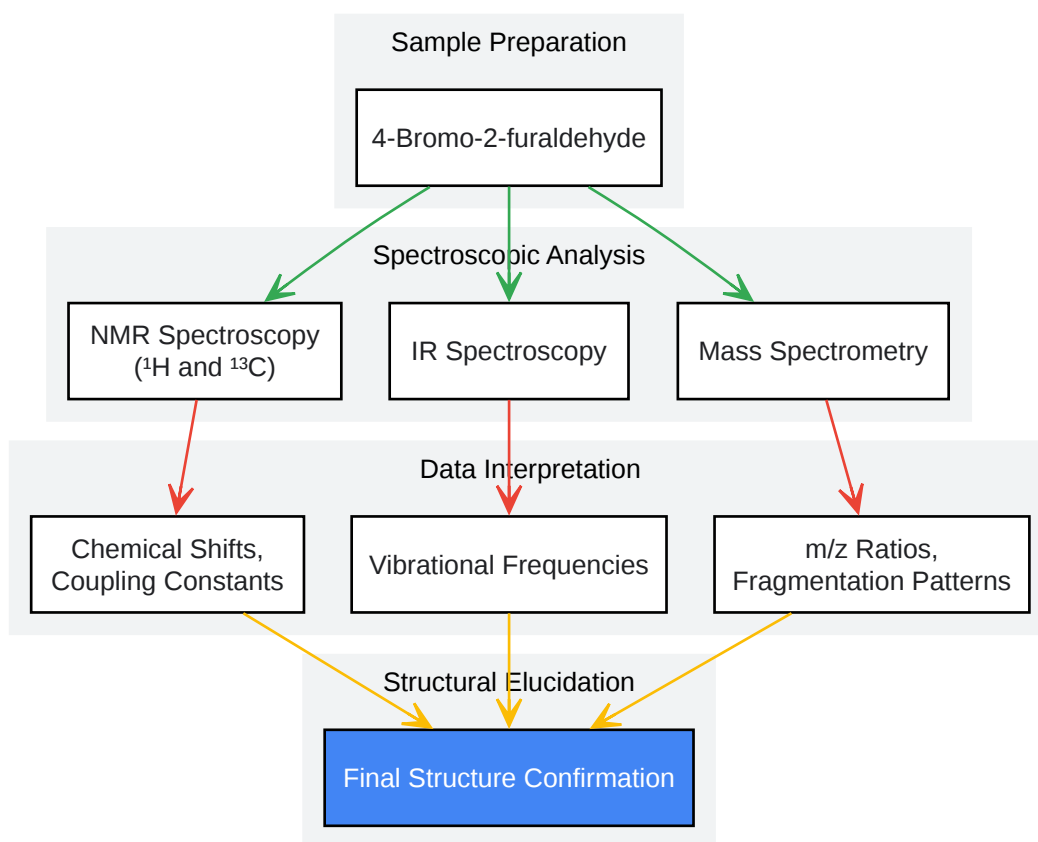 Sample Preparation
4-Bromo-2-furaldehyde
Spectroscopic Analysis
NMR Spectroscopy
(¹H and ¹³C)
IR Spectroscopy
Mass Spectrometry
Data Interpretation
Chemical Shifts,
Coupling Constants
Vibrational Frequencies
m/z Ratios,
Fragmentation Patterns
Structural Elucidation
Final Structure Confirmation